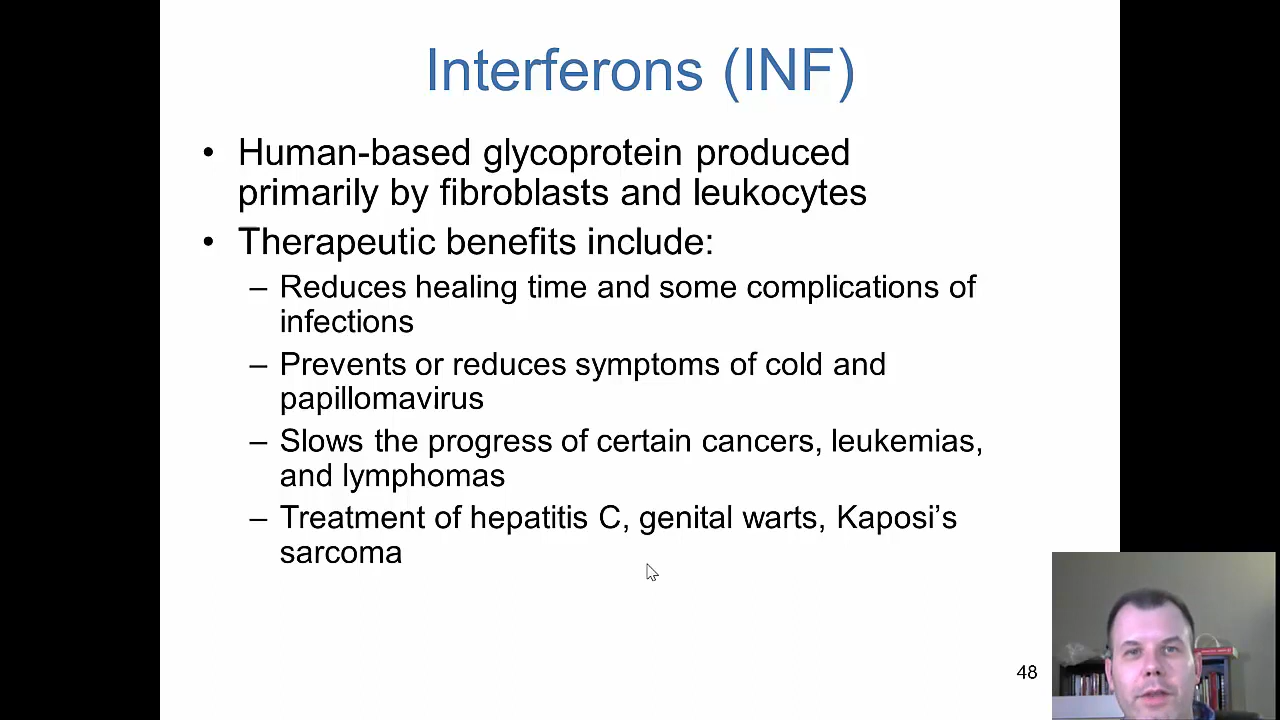 Interferons (INF)
• Human-based glycoprotein produced
primarily by fibroblasts and leukocytes
• Therapeutic benefits include:
– Reduces healing time and some complications of
infections
– Prevents or reduces symptoms of cold and
papillomavirus
– Slows the progress of certain cancers, leukemias,
and lymphomas
– Treatment of hepatitis C, genital warts, Kaposi’s
sarcoma
48